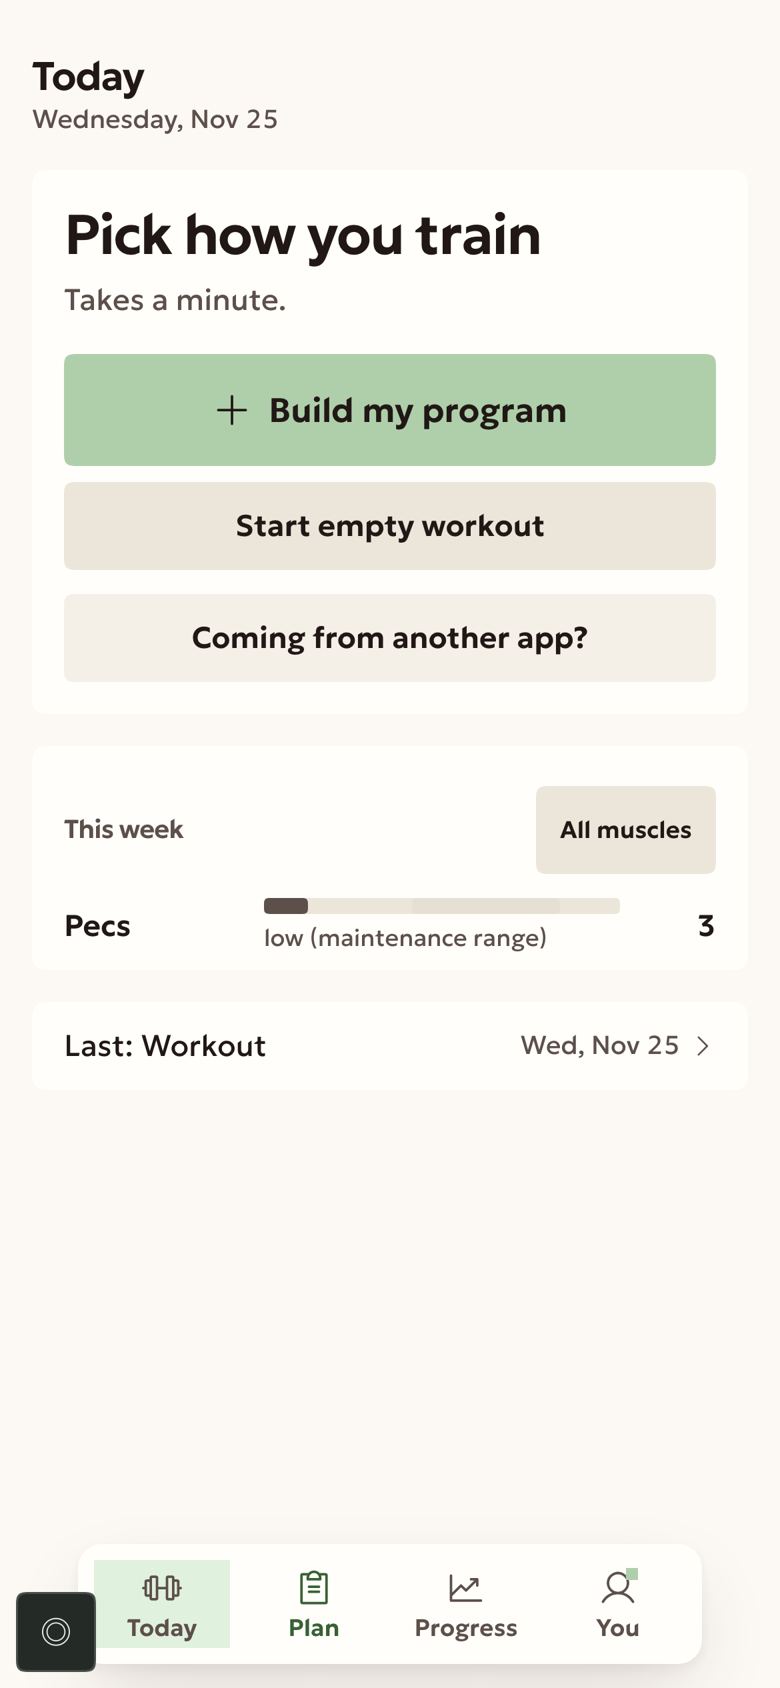 Today
Wednesday, Nov 25
Pick how you train
Takes a minute.
Build my program
Start empty workout
Coming from another app?
This week
All muscles
Pecs
low (maintenance range)
3
Last: Workout
Wed, Nov 25
Today
Plan
Progress
You